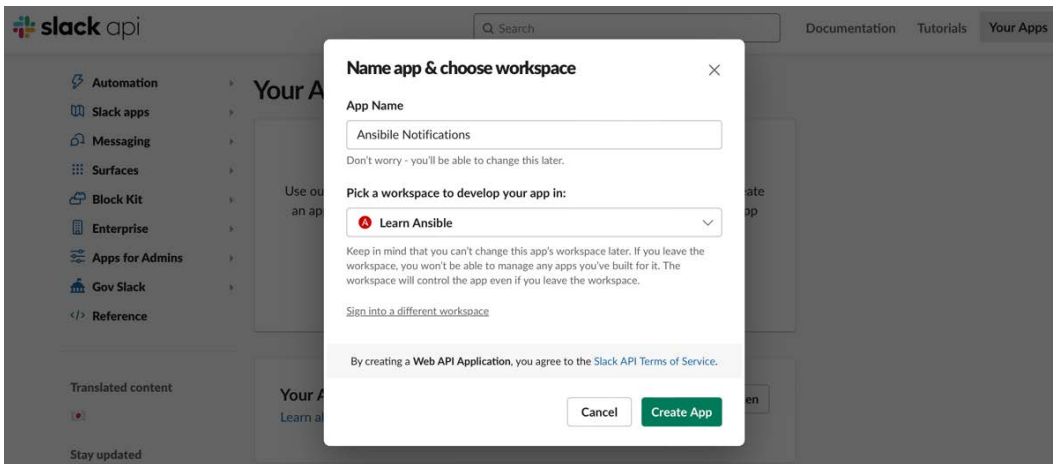 slack api
Search
Documentation
Tutorials
Your Apps
Automation
Slack apps
Messaging
Surfaces
Block Kit
Enterprise
Apps for Admins
Gov Slack
Reference
Translated content
Stay updated
Your A
Use ou
an ap
eate
pp
Your A
Learn al
en
Name app & choose workspace
App Name
Ansibile Notifications
Don't worry - you'll be able to change this later.
Pick a workspace to develop your app in:
A Learn Ansible
Keep in mind that you can't change this app's workspace later. If you leave the
workspace, you won't be able to manage any apps you've built for it. The
workspace will control the app even if you leave the workspace.
Sign into a different workspace
By creating a Web API Application, you agree to the Slack API Terms of Service.
Cancel
Create App